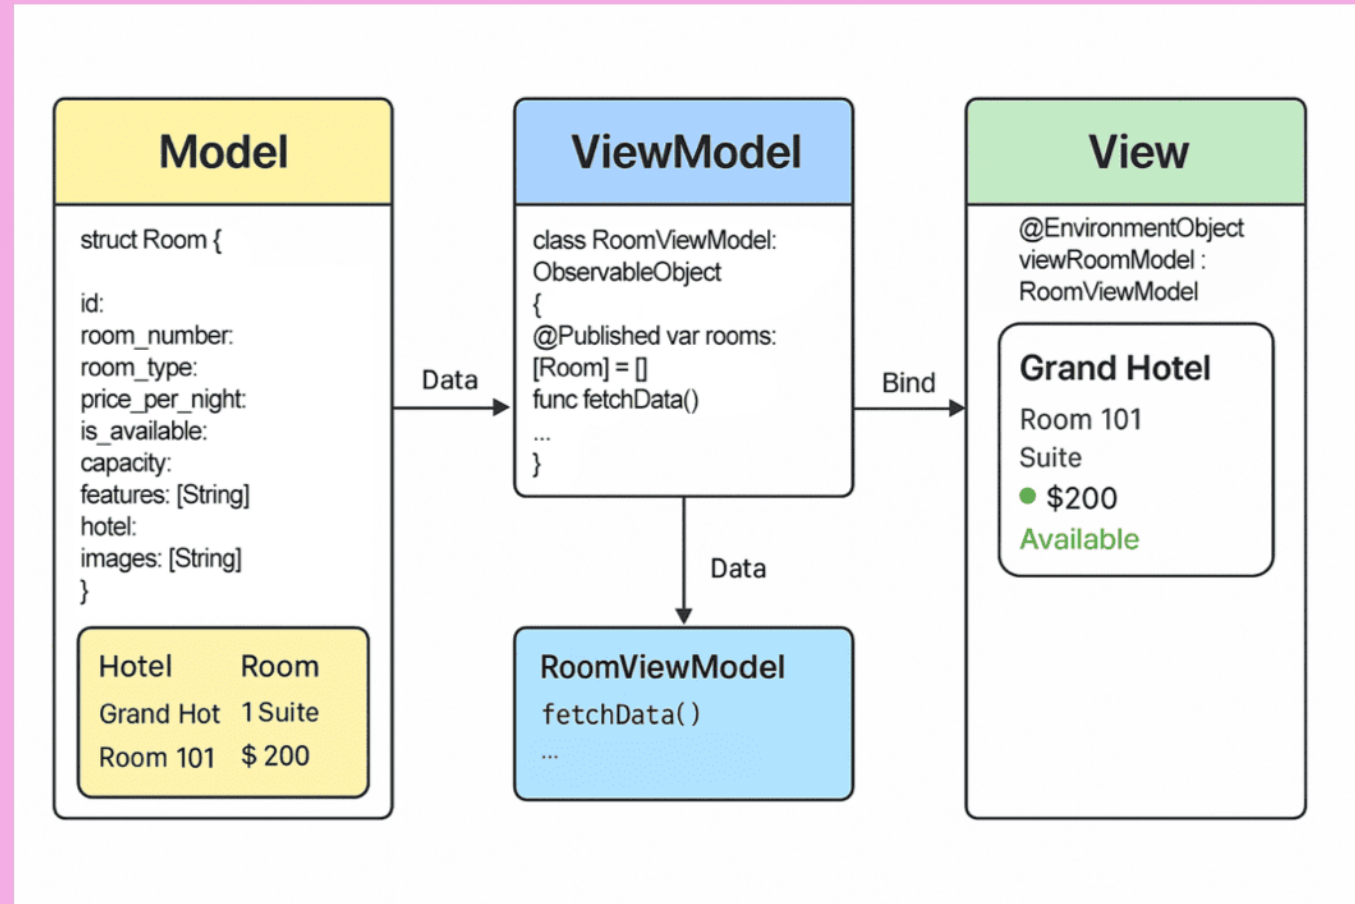 Model
struct Room {
id:
room_number:
room_type:
price_per_night:
is_available:
capacity:
features: [String]
hotel:
images: [String]
}
Hotel Room
Grand Hot 1 Suite
Room 101 $ 200
Data
ViewModel
class RoomViewModel:
ObservableObject
{
@Published var rooms:
[Room] = []
func fetchData()
...
}
Data
RoomViewModel
fetchData()
...
Bind
View
@EnvironmentObject
viewRoomModel :
RoomViewModel
Grand Hotel
Room 101
Suite
$200
Available